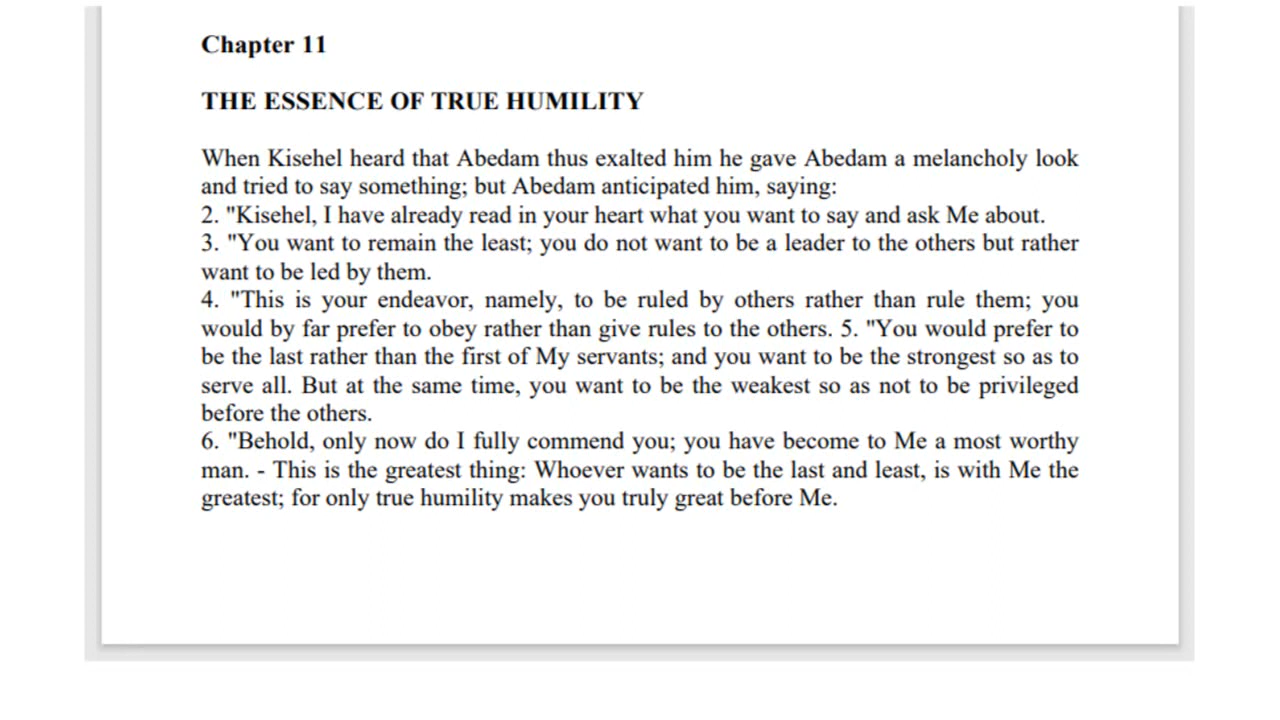 Chapter 11
THE ESSENCE OF TRUE HUMILITY
When Kisehel heard that Abedam thus exalted him he gave Abedam a melancholy look
and tried to say something; but Abedam anticipated him, saying:
2. "Kisehel, I have already read in your heart what you want to say and ask Me about.
3. "You want to remain the least; you do not want to be a leader to the others but rather
want to be led by them.
4. "This is your endeavor, namely, to be ruled by others rather than rule them; you
would by far prefer to obey rather than give rules to the others. 5. "You would prefer to
be the last rather than the first of My servants; and you want to be the strongest so as to
serve all. But at the same time, you want to be the weakest so as not to be privileged
before the others.
6. "Behold, only now do I fully commend you; you have become to Me a most worthy
man. - This is the greatest thing: Whoever wants to be the last and least, is with Me the
greatest; for only true humility makes you truly great before Me.